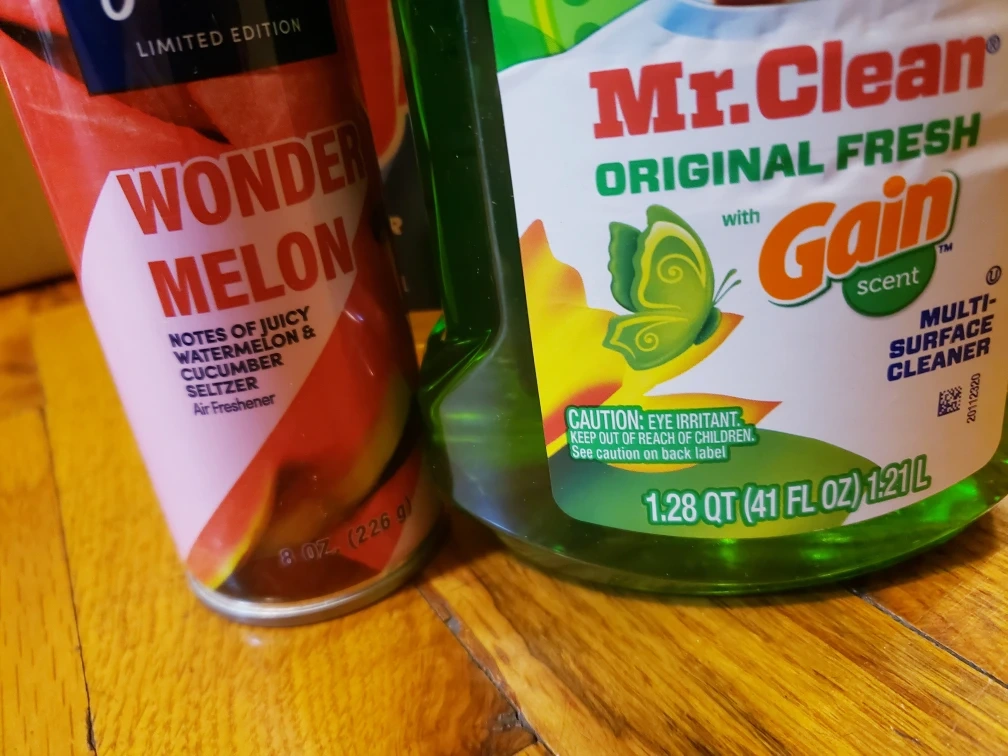 LIMITED EDITION
WONDER
MELON
NOTES OF JUICY
WATERMELON &
CUCUMBER
SELTZER
Air Freshener
8 OZ. (226 g)
Mr. Clean®
ORIGINAL FRESH
with
Gain™
scent
U
MULTI-
SURFACE
CLEANER
20112320
CAUTION: EYE IRRITANT.
KEEP OUT OF REACH OF CHILDREN.
See caution on back label
1.28 QT (41 FL OZ) 1.21 L